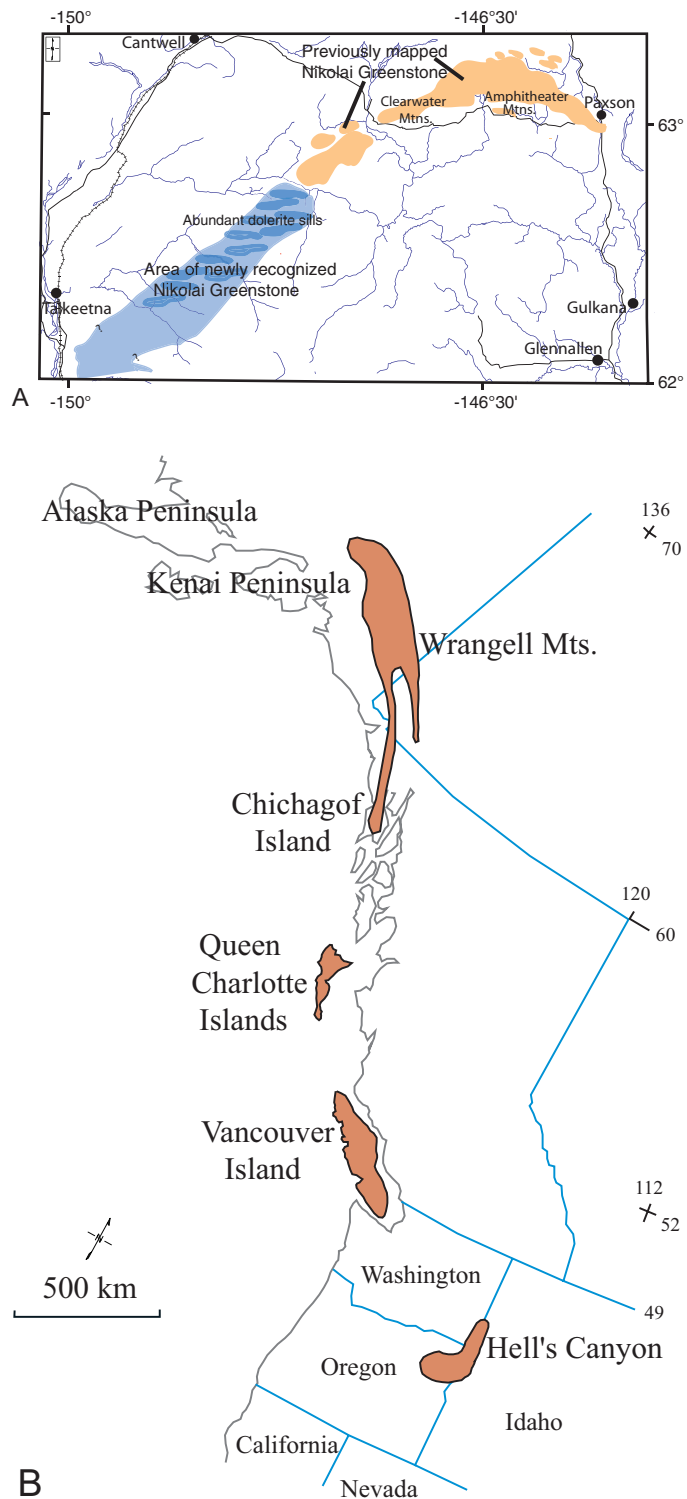 -150°
-146°30'
Cantwell
Previously mapped
Nikolai Greenstone
Clearwater
Mtns.
Amphitheater
Mtns.
Paxson
63°
Abundant dolerite sills
Area of newly recognized
Nikolai Greenstone
Talkeetna
Gulkana
Glennallen
62°
A
-150°
-146°30'
136
70
Alaska Peninsula
Kenai Peninsula
Wrangell Mts.
Chichagof
Island
120
60
Queen
Charlotte
Islands
Vancouver
Island
112
52
500 km
Washington
49
Hell's Canyon
Oregon
Idaho
California
Nevada
B